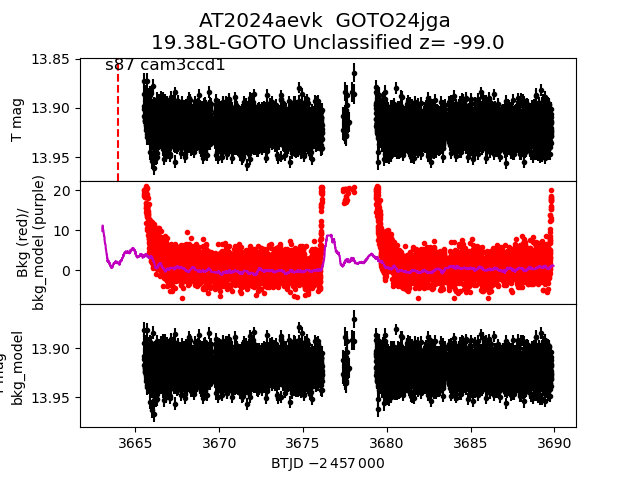 AT2024aevk  GOTO24jga
19.38L-GOTO Unclassified z= -99.0
s87 cam3ccd1
T mag
13.85
13.90
13.95
Bkg (red)/
bkg_model (purple)
20
10
0
bkg_model
13.90
13.95
3665
3670
3675
3680
3685
3690
BTJD −2 457 000